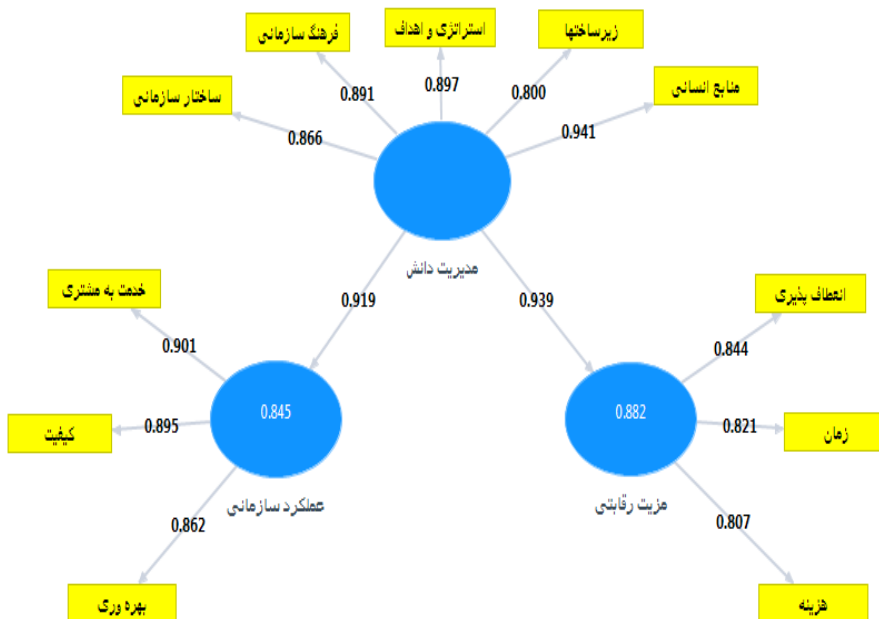 استراتژی و اهداف
زیرساختها
فرهنگ سازمانی
منابع انسانی
ساختار سازمانی
0.897
0.800
0.891
0.941
0.866
مدیریت دانش
خدمت به مشتری
انعطاف پذیری
0.919
0.939
0.901
0.844
0.845
0.882
کیفیت
0.895
0.821
زمان
عملکرد سازمانی
مزیت رقابتی
0.862
0.807
بهره وری
هزینه